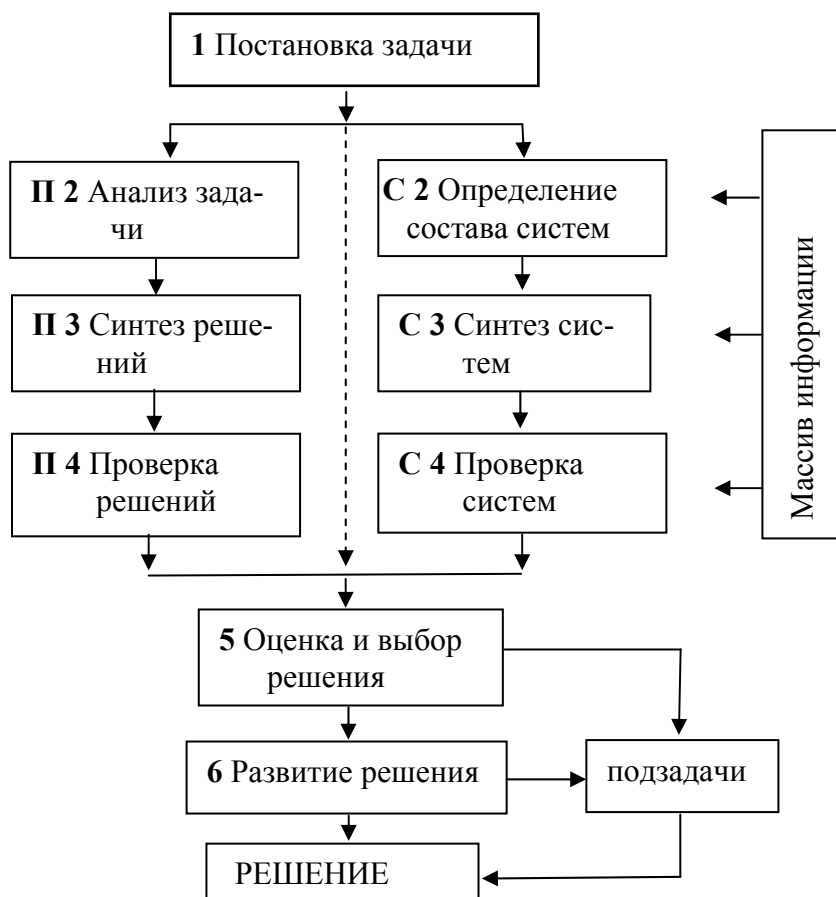 1 Постановка задачи
П 2 Анализ зада-
чи
С 2 Определение
состава систем
П 3 Синтез реше-
ний
С 3 Синтез сис-
тем
П 4 Проверка
решений
С 4 Проверка
систем
Массив информации
5 Оценка и выбор
решения
6 Развитие решения
подзадачи
РЕШЕНИЕ